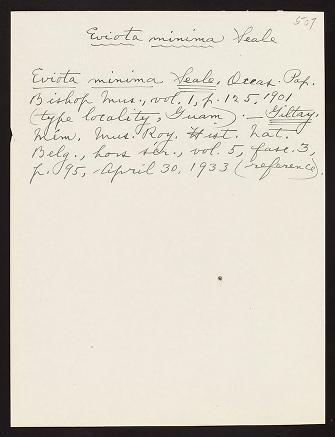 507
Eviota minima Seale
Eviota minima Seale, Occas. Pap.
Bishop Mus., vol. 1, p. 125, 1901
(type locality, Guam). — Giltay,
Mém. Mus. Roy. Hist. Nat.
Belg., hors sér., vol. 5, fasc. 3,
p. 95, April 30, 1933 (reference).